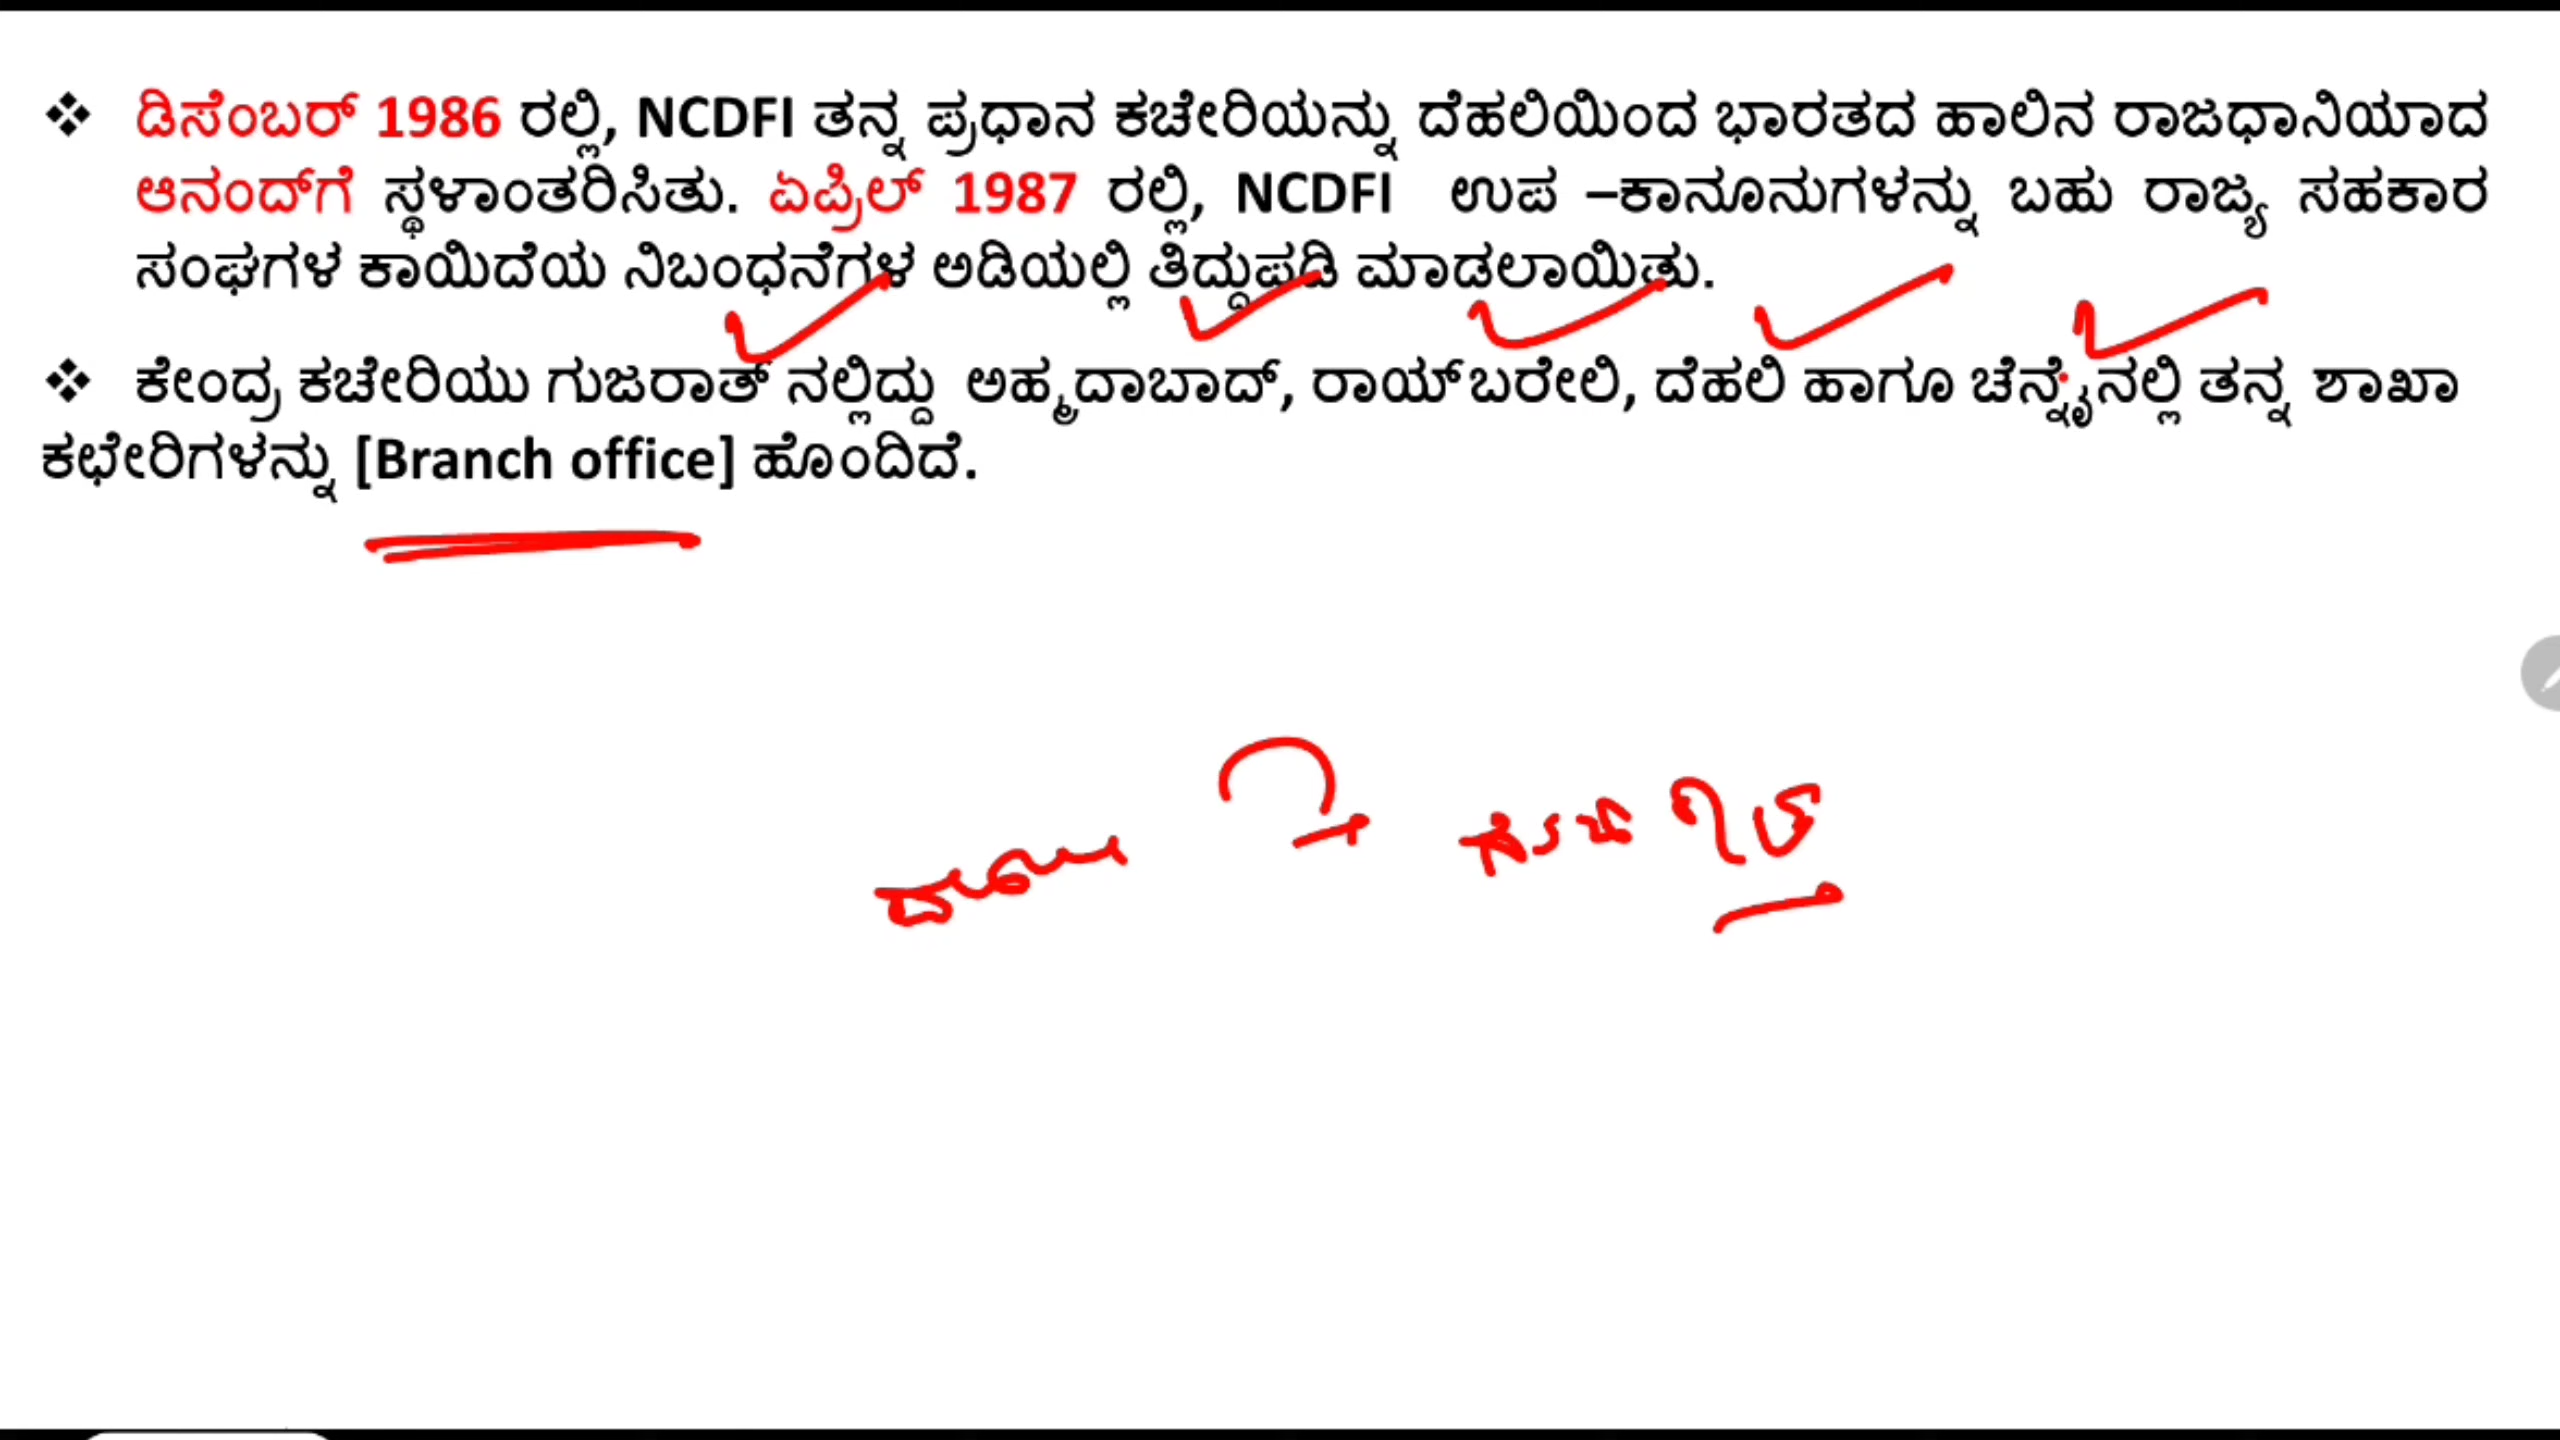 ❖ ಡಿಸೆಂಬರ್ 1986 ರಲ್ಲಿ, NCDFI ತನ್ನ ಪ್ರಧಾನ ಕಚೇರಿಯನ್ನು ದೆಹಲಿಯಿಂದ ಭಾರತದ ಹಾಲಿನ ರಾಜಧಾನಿಯಾದ
ಆನಂದ್‌ಗೆ ಸ್ಥಳಾಂತರಿಸಿತು. ಏಪ್ರಿಲ್ 1987 ರಲ್ಲಿ, NCDFI ಉಪ –ಕಾನೂನುಗಳನ್ನು ಬಹು ರಾಜ್ಯ ಸಹಕಾರ
ಸಂಘಗಳ ಕಾಯಿದೆಯ ನಿಬಂಧನೆಗಳ ಅಡಿಯಲ್ಲಿ ತಿದ್ದುಪಡಿ ಮಾಡಲಾಯಿತು.
❖ ಕೇಂದ್ರ ಕಚೇರಿಯು ಗುಜರಾತ್ ನಲ್ಲಿದ್ದು ಅಹ್ಮದಾಬಾದ್, ರಾಯ್‌ಬರೇಲಿ, ದೆಹಲಿ ಹಾಗೂ ಚೆನ್ನೈನಲ್ಲಿ ತನ್ನ ಶಾಖಾ
ಕಛೇರಿಗಳನ್ನು [Branch office] ಹೊಂದಿದೆ.